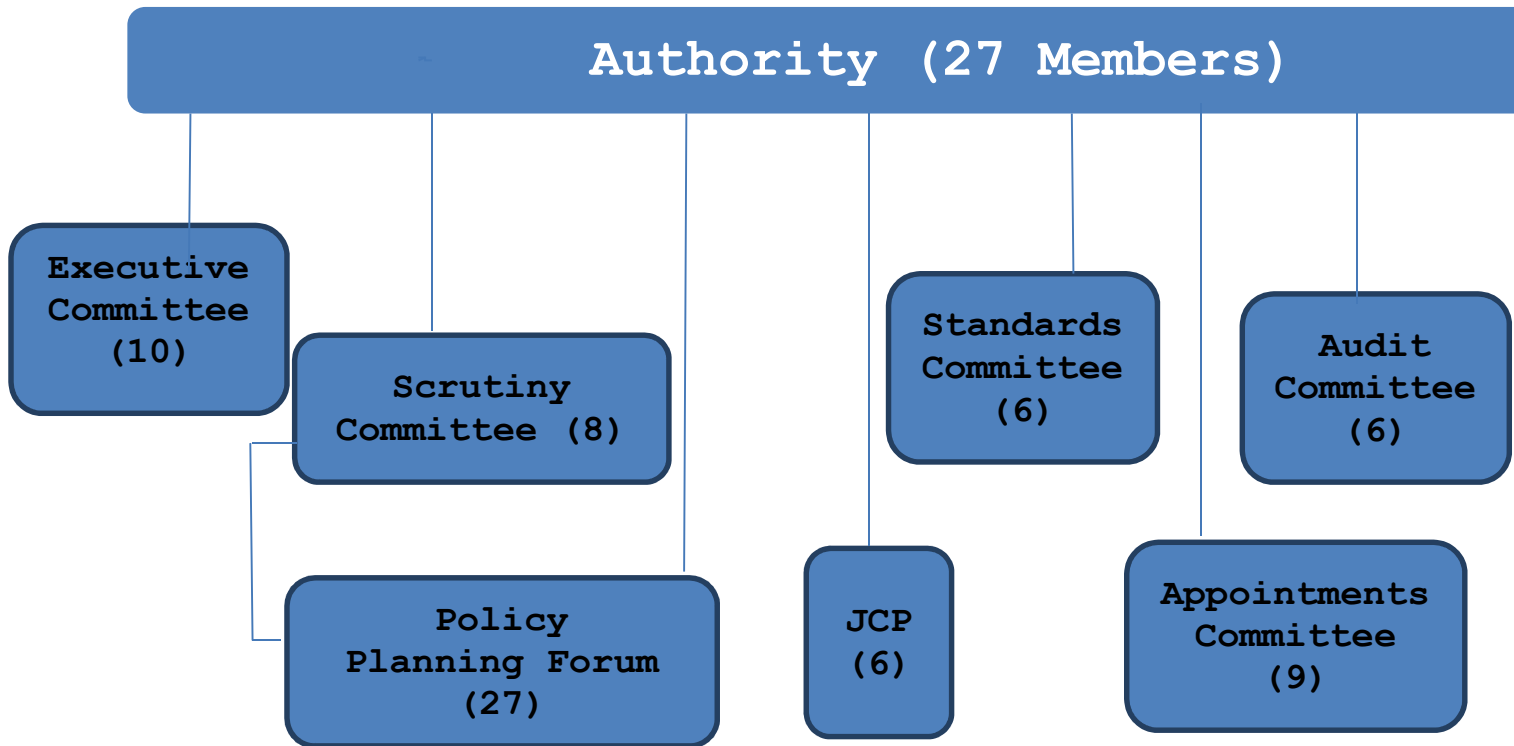 Authority (27 Members)
Executive
Committee
(10)
Scrutiny
Committee (8)
Standards
Committee
(6)
Audit
Committee
(6)
Policy
Planning Forum
(27)
JCP
(6)
Appointments
Committee
(9)